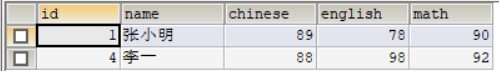 id name chinese english math
1 张小明 89 78 90
4 李一 88 98 92